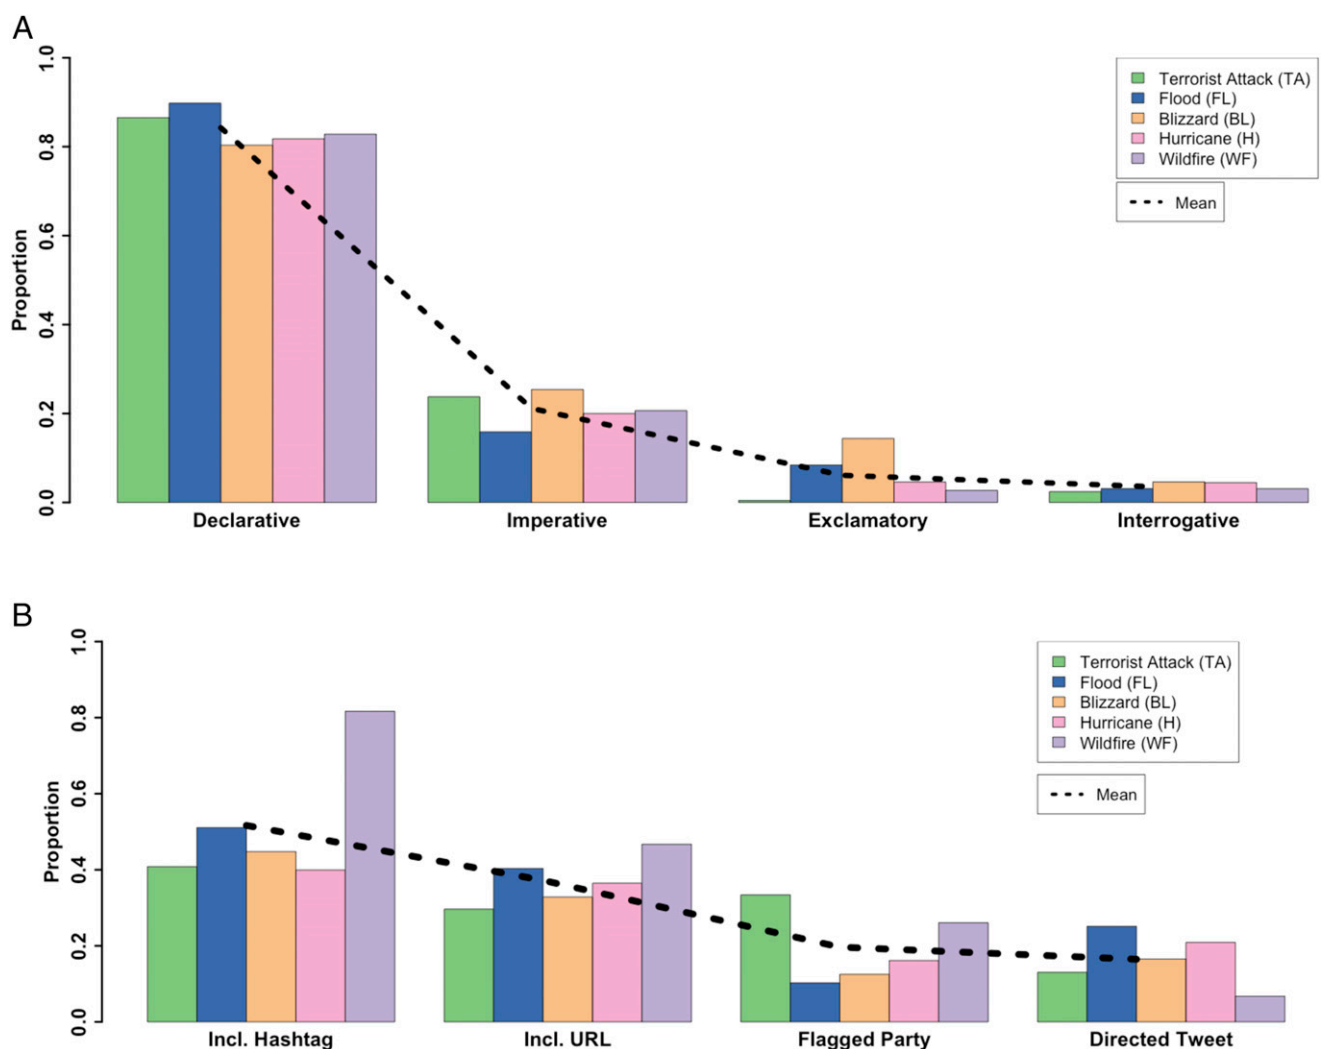 A
1.0
0.8
0.6
0.4
0.2
0.0
Proportion
Terrorist Attack (TA)
Flood (FL)
Blizzard (BL)
Hurricane (H)
Wildfire (WF)
Mean
Declarative Imperative Exclamatory Interrogative
B
1.0
0.8
0.6
0.4
0.2
0.0
Proportion
Terrorist Attack (TA)
Flood (FL)
Blizzard (BL)
Hurricane (H)
Wildfire (WF)
Mean
Incl. Hashtag Incl. URL Flagged Party Directed Tweet